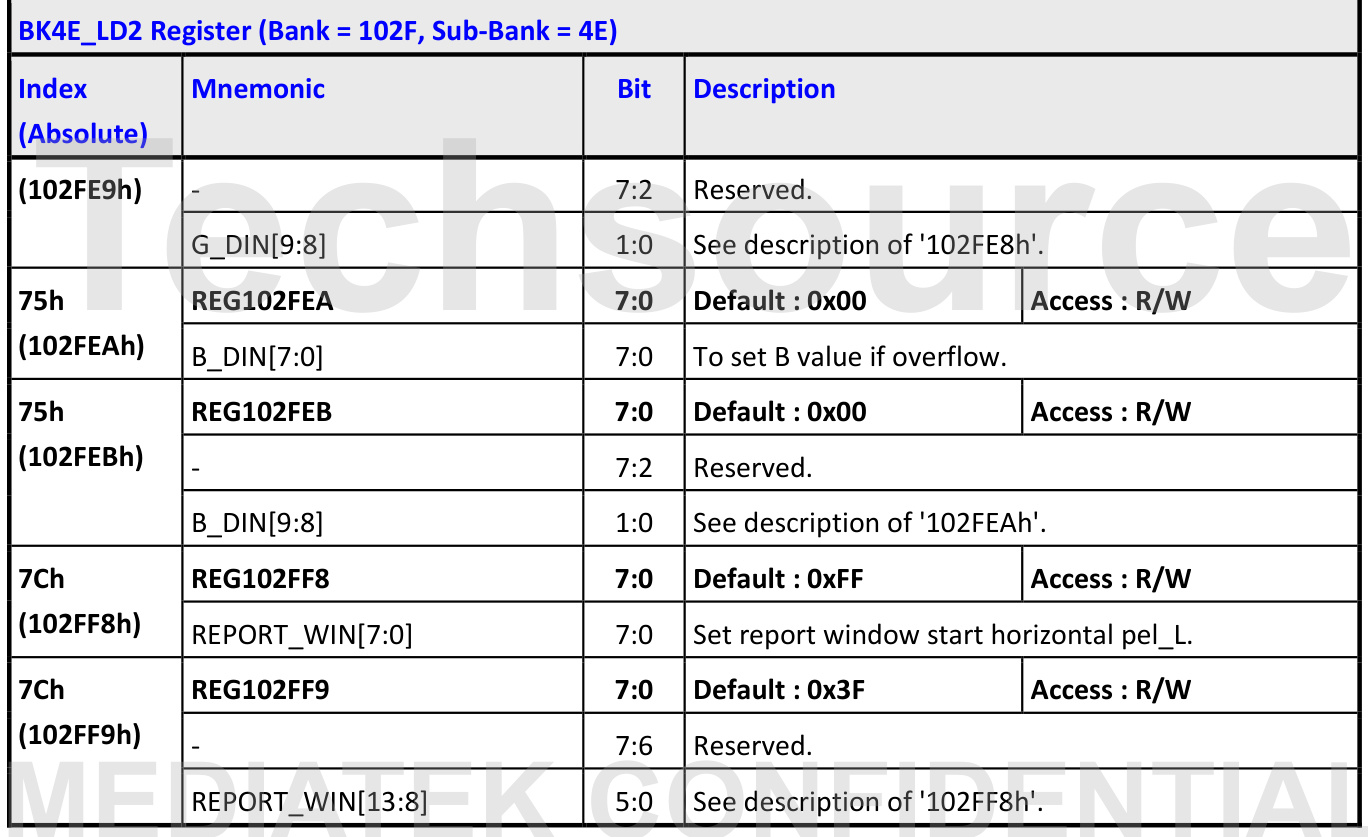 BK4E_LD2 Register (Bank = 102F, Sub-Bank = 4E)
Index (Absolute) Mnemonic Bit Description
(102FE9h) - 7:2 Reserved.
G_DIN[9:8] 1:0 See description of '102FE8h'.
75h (102FEAh) REG102FEA 7:0 Default : 0x00 Access : R/W
B_DIN[7:0] 7:0 To set B value if overflow.
75h (102FEBh) REG102FEB 7:0 Default : 0x00 Access : R/W
- 7:2 Reserved.
B_DIN[9:8] 1:0 See description of '102FEAh'.
7Ch (102FF8h) REG102FF8 7:0 Default : 0xFF Access : R/W
REPORT_WIN[7:0] 7:0 Set report window start horizontal pel_L.
7Ch (102FF9h) REG102FF9 7:0 Default : 0x3F Access : R/W
- 7:6 Reserved.
REPORT_WIN[13:8] 5:0 See description of '102FF8h'.
Techsource
MEDIATEK CONFIDENTIAL